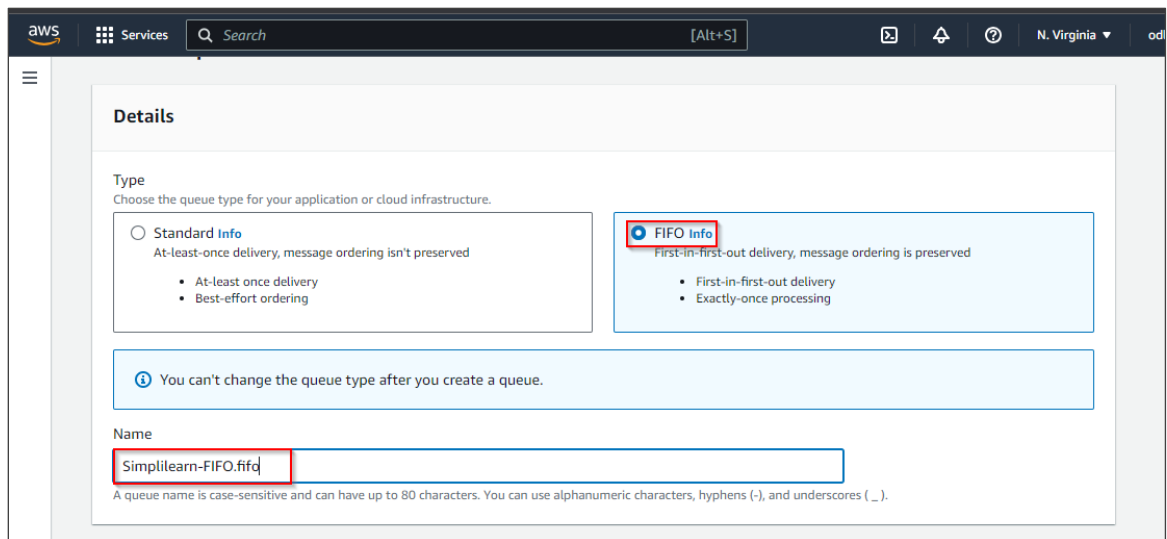 aws
Services
Search
[Alt+S]
N. Virginia ▼
Details
Type
Choose the queue type for your application or cloud infrastructure.
Standard Info
At-least-once delivery, message ordering isn't preserved
• At-least once delivery
• Best-effort ordering
FIFO Info
First-in-first-out delivery, message ordering is preserved
• First-in-first-out delivery
• Exactly-once processing
You can't change the queue type after you create a queue.
Name
Simplilearn-FIFO.fifo
A queue name is case-sensitive and can have up to 80 characters. You can use alphanumeric characters, hyphens (-), and underscores ( _ ).